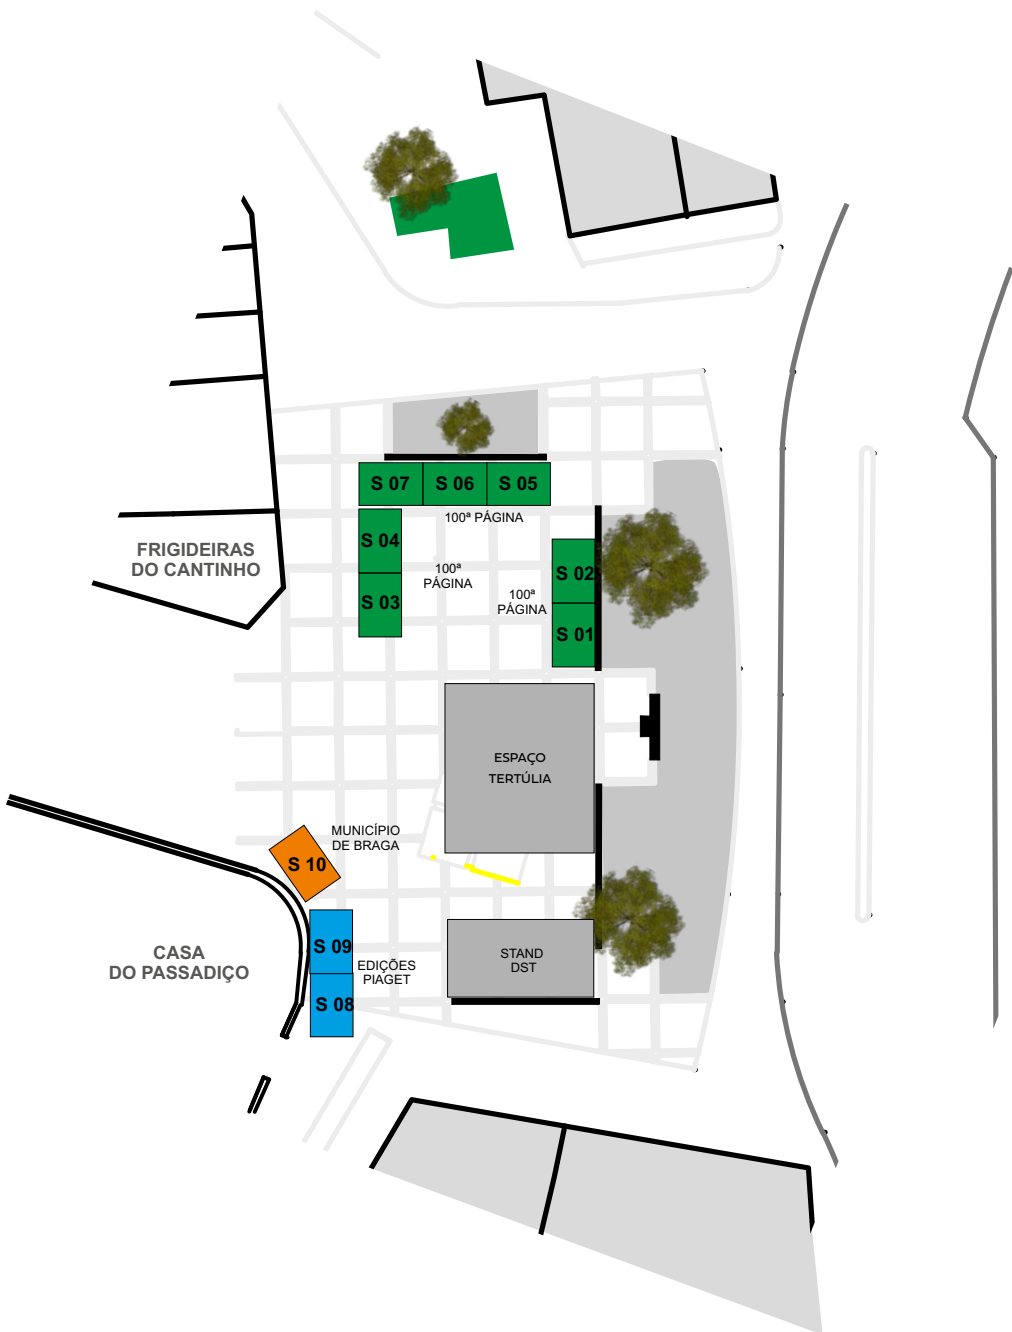 S 07
S 06
S 05
100ª PÁGINA
S 04
S 03
100ª
PÁGINA
S 02
S 01
100ª
PÁGINA
FRIGIDEIRAS
DO CANTINHO
ESPAÇO
TERTÚLIA
MUNICÍPIO
DE BRAGA
S 10
S 09
S 08
EDIÇÕES
PIAGET
CASA
DO PASSADIÇO
STAND
DST